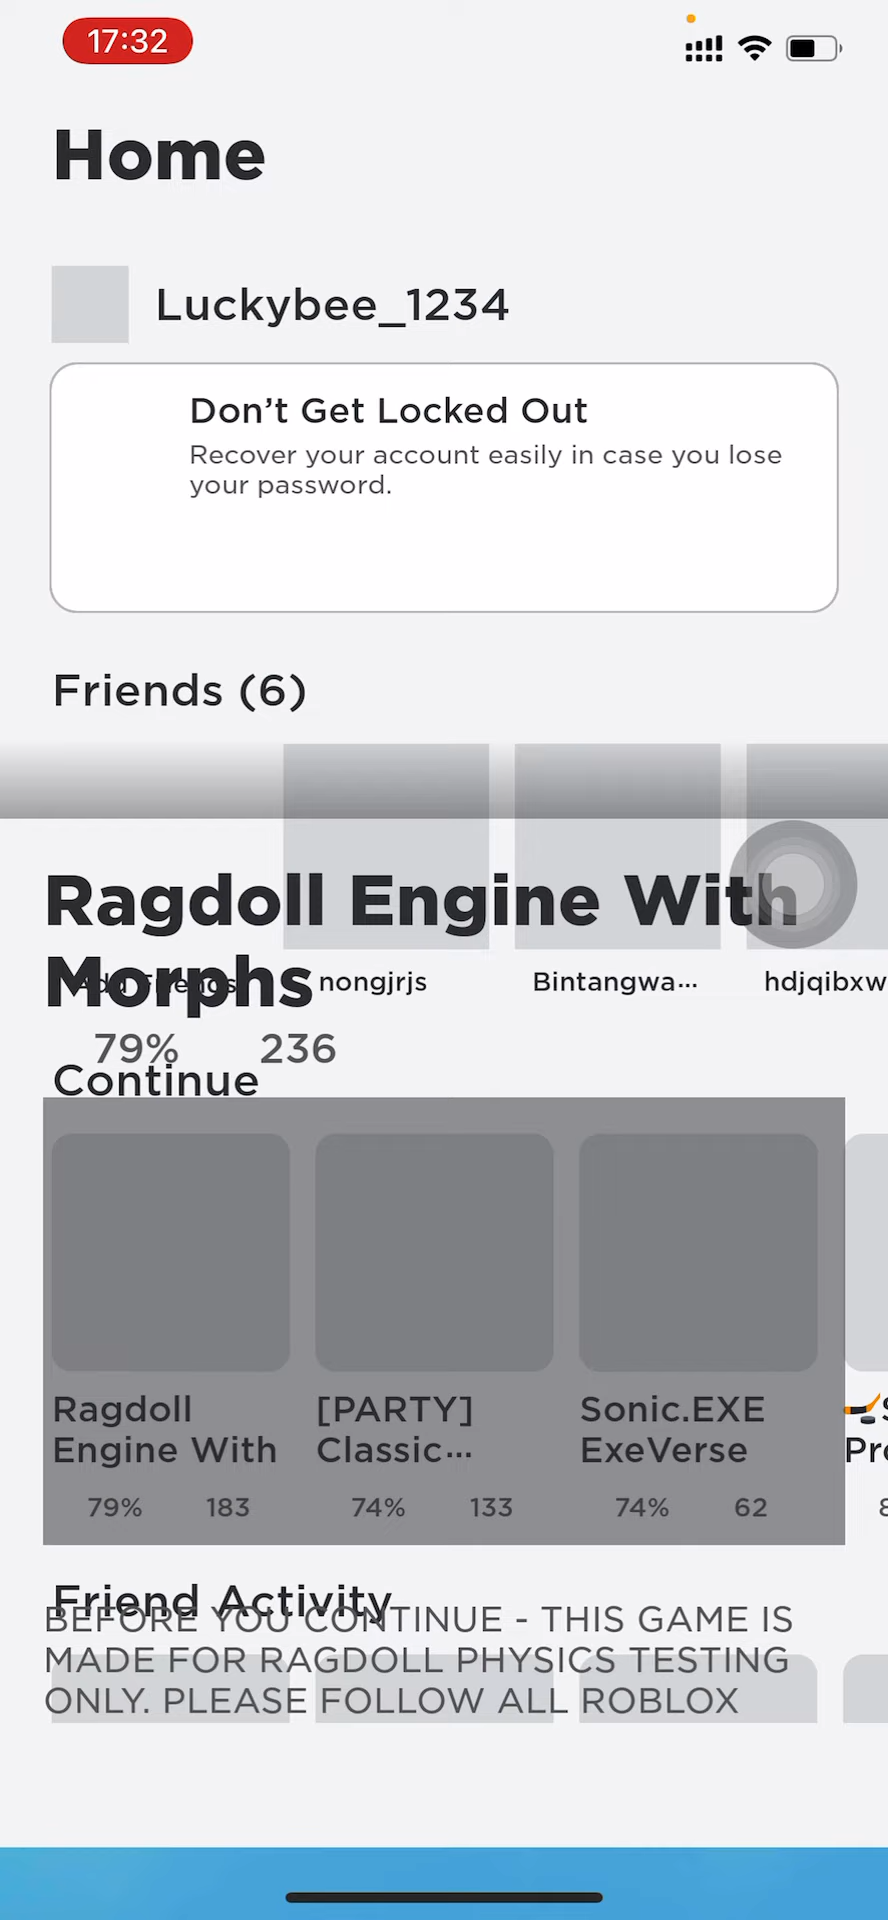 17:32
Home
Luckybee_1234
Don't Get Locked Out
Recover your account easily in case you lose
your password.
Friends (6)
Ragdoll Engine With
Morphs
Add Friends
nongjrjs
Bintangwa...
hdjqibxw
79% 236
Continue
Ragdoll
Engine With
79% 183
[PARTY]
Classic...
74% 133
Sonic.EXE
ExeVerse
74% 62
Friend Activity
BEFORE YOU CONTINUE - THIS GAME IS
MADE FOR RAGDOLL PHYSICS TESTING
ONLY. PLEASE FOLLOW ALL ROBLOX